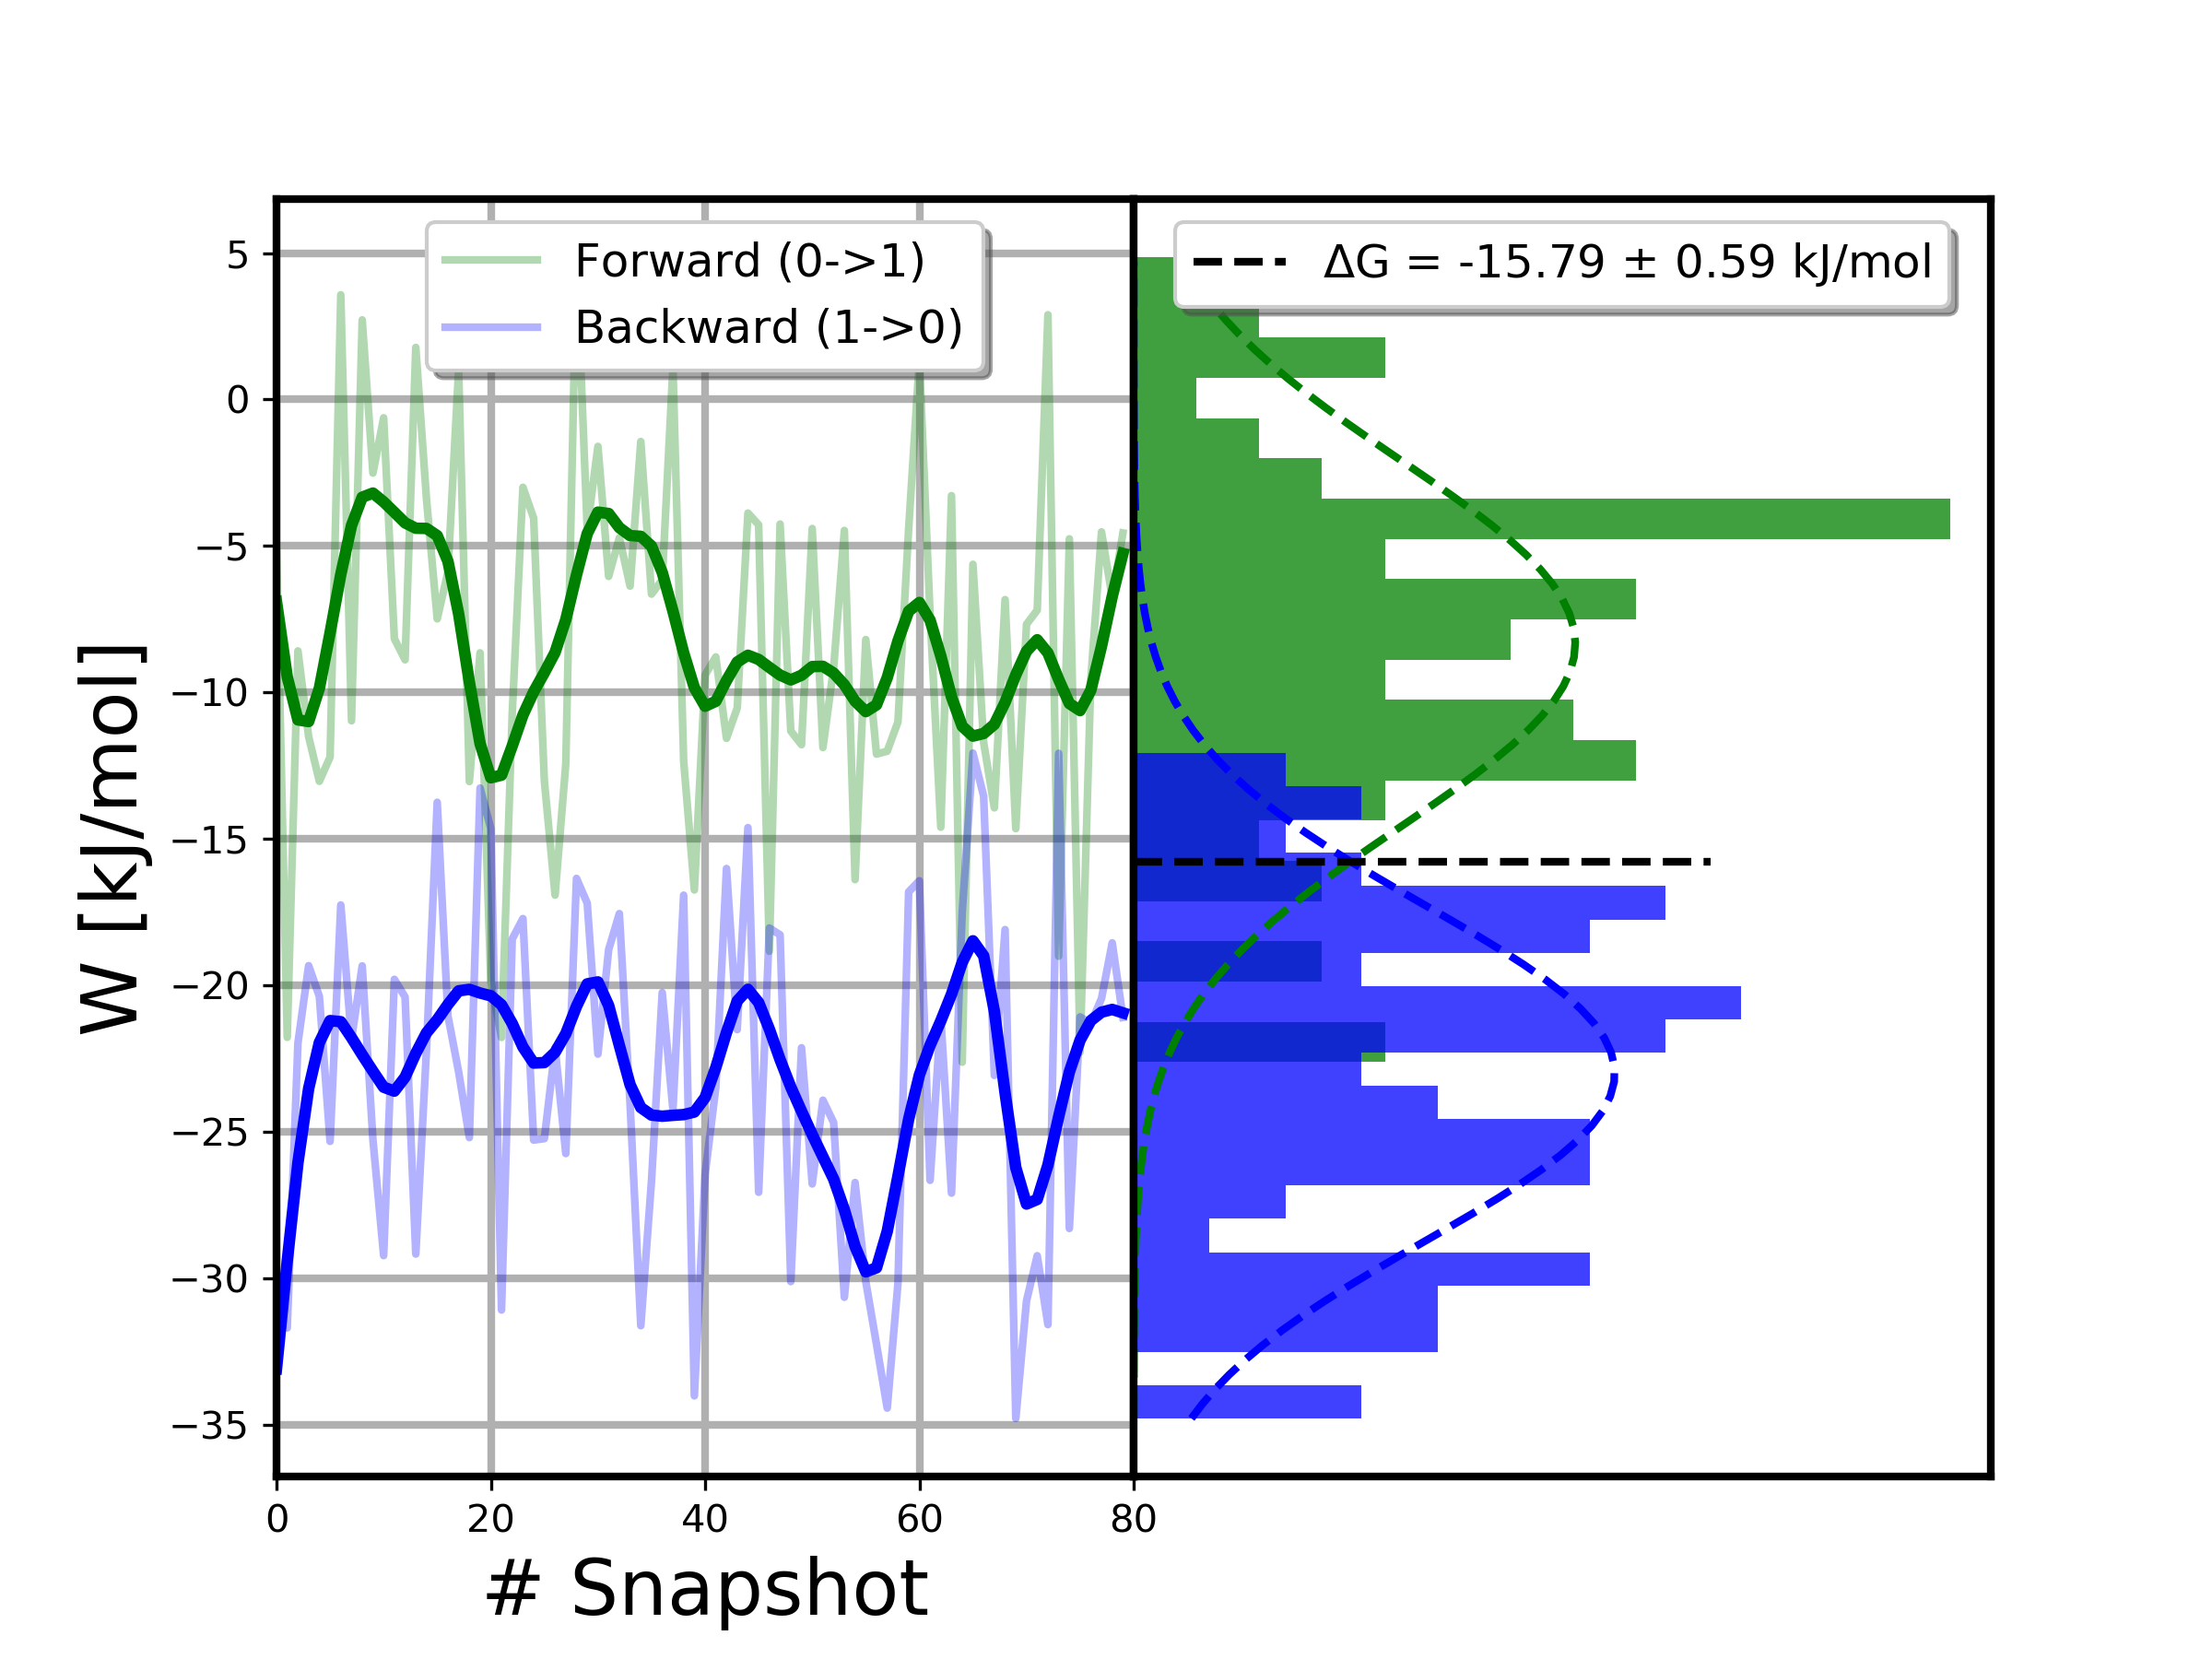 Forward (0->1)
Backward (1->0)
ΔG = -15.79 ± 0.59 kJ/mol
W [kJ/mol]
5
0
−5
−10
−15
−20
−25
−30
−35
0 20 40 60 80
# Snapshot